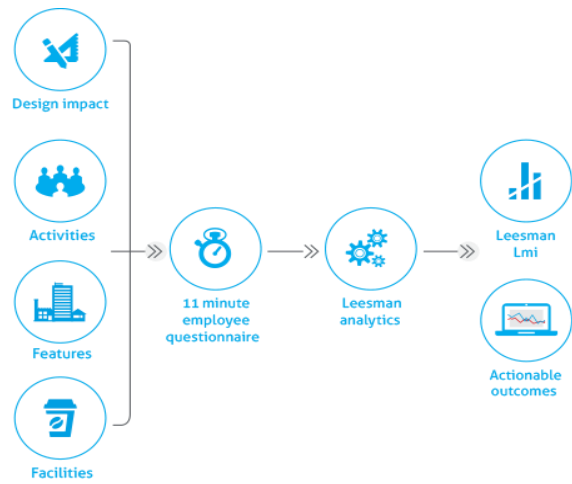 Design impact
Activities
Features
Facilities
11 minute
employee
questionnaire
Leesman
analytics
Leesman
Lmi
Actionable
outcomes